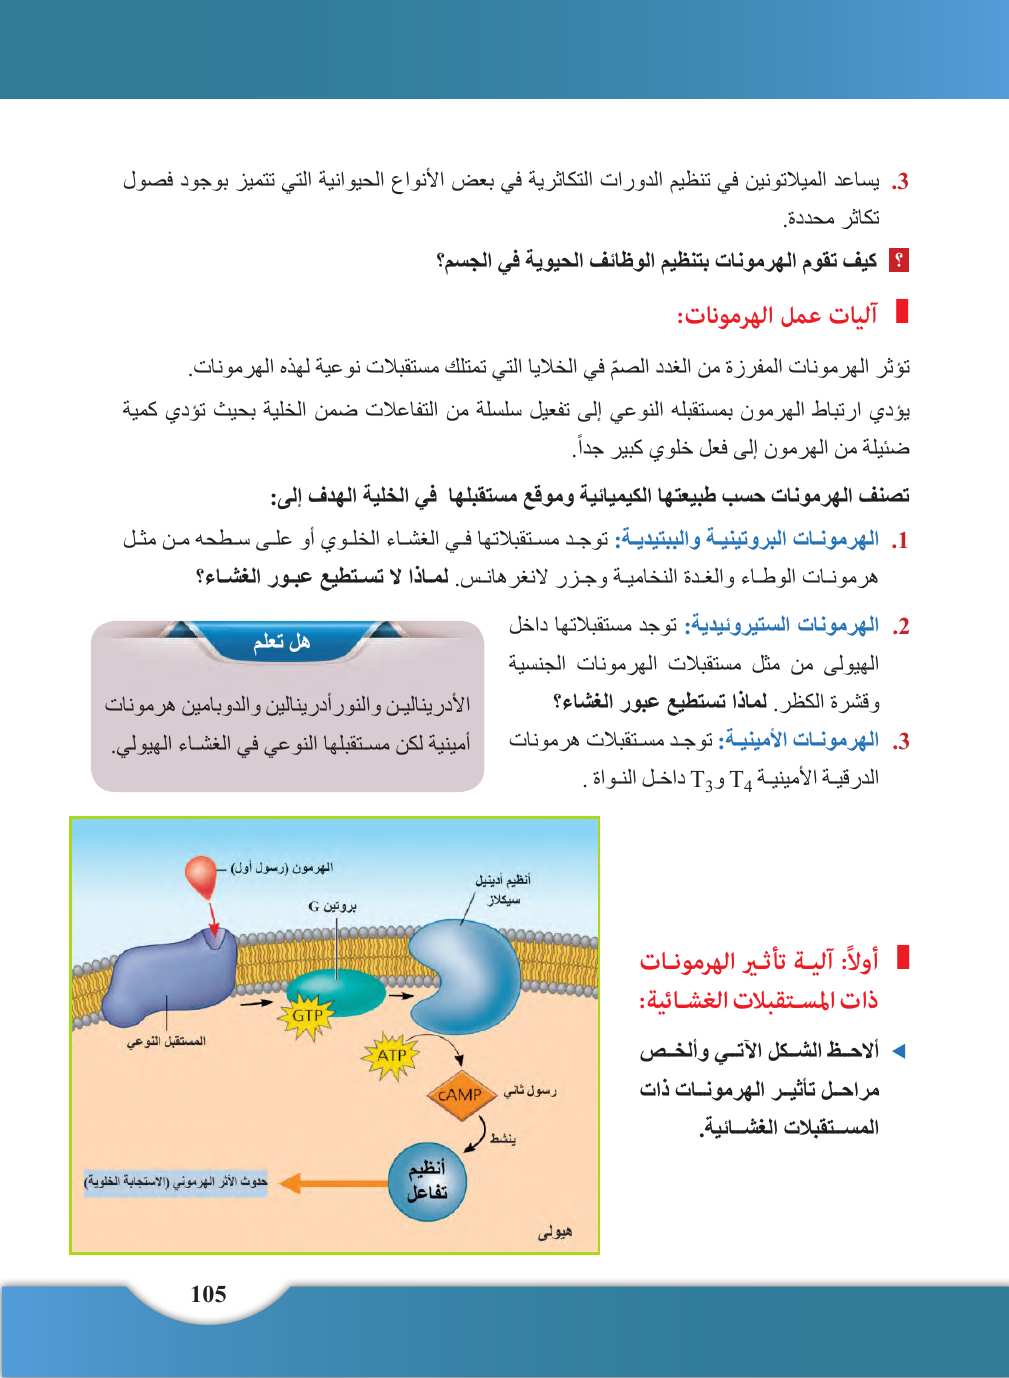 3. يساعد الميلاتونين في تنظيم الدورات التكاثرية في بعض الأنواع الحيوانية التي تتميز بوجود فصول
تكاثر محددة.
؟ كيف تقوم الهرمونات بتنظيم الوظائف الحيوية في الجسم؟
آليات عمل الهرمونات:
تؤثر الهرمونات المفرزة من الغدد الصمّ في الخلايا التي تمتلك مستقبلات نوعية لهذه الهرمونات.
يؤدي ارتباط الهرمون بمستقبله النوعي إلى تفعيل سلسلة من التفاعلات ضمن الخلية بحيث تؤدي كمية
ضئيلة من الهرمون إلى فعل خلوي كبير جداً.
تصنف الهرمونات حسب طبيعتها الكيميائية وموقع مستقبلها في الخلية الهدف إلى:
1. الهرمونات البروتينية والببتيدية: توجد مستقبلاتها في الغشاء الخلوي أو على سطحه من مثل
هرمونات الوطاء والغدة النخامية وجزر لانغرهانس. لماذا لا تستطيع عبور الغشاء؟
2. الهرمونات الستيروئيدية: توجد مستقبلاتها داخل
الهيولى من مثل مستقبلات الهرمونات الجنسية
وقشرة الكظر. لماذا تستطيع عبور الغشاء؟
3. الهرمونات الأمينية: توجد مستقبلات هرمونات
الدرقية الأمينية T4 وT3 داخل النواة .
هل تعلم
الأدرينالين والنورأدرينالين والدوبامين هرمونات
أمينية لكن مستقبلها النوعي في الغشاء الهيولي.
أولاً: آلية تأثير الهرمونات
ذات المستقبلات الغشائية:
ألاحظ الشكل الآتي وألخص
مراحل تأثير الهرمونات ذات
المستقبلات الغشائية.
الهرمون (رسول أول)
أنظيم أدينيل
سيكلاز
بروتين G
GTP
المستقبل النوعي
ATP
cAMP
رسول ثاني
ينشط
أنظيم
تفاعل
حدوث الأثر الهرموني (الاستجابة الخلوية)
هيولى
105